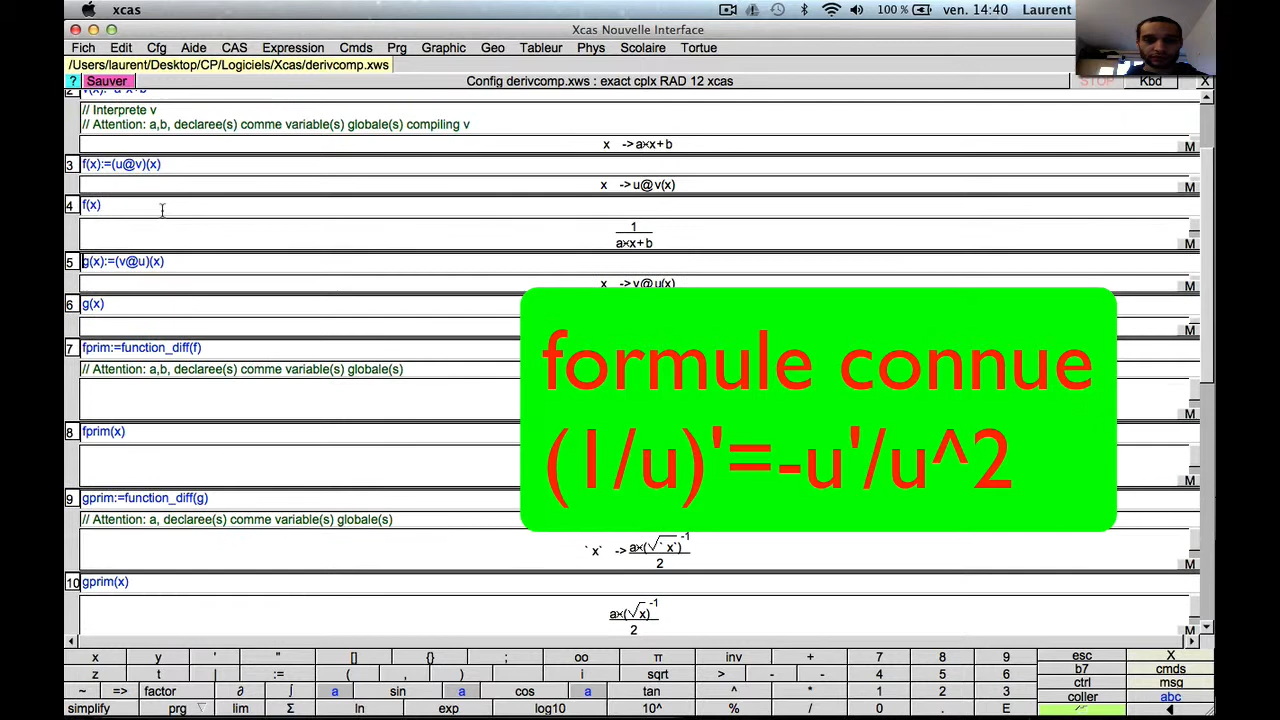 xcas 100 % ven. 14:40 Laurent
Xcas Nouvelle Interface
Fich Edit Cfg Aide CAS Expression Cmds Prg Graphic Geo Tableur Phys Scolaire Tortue
/Users/laurent/Desktop/CP/Logiciels/Xcas/derivcomp.xws
? Sauver Config derivcomp.xws : exact cplx RAD 12 xcas STOP Kbd X
// Interprete v
// Attention: a,b, declaree(s) comme variable(s) globale(s) compiling v
x ->a×x+b M
3 f(x):=(u@v)(x)
x ->u@v(x) M
4 f(x)
1
a×x+b M
5 g(x):=(v@u)(x)
x ->v@u(x) M
6 g(x)
M
7 fprim:=function_diff(f)
// Attention: a,b, declaree(s) comme variable(s) globale(s)
M
8 fprim(x)
M
formule connue
(1/u)'=-u'/u^2
9 gprim:=function_diff(g)
// Attention: a, declaree(s) comme variable(s) globale(s)
` x` -> a×(√` x`)^-1
2 M
10 gprim(x)
a×(√x)^-1
2 M
x y ' " [] {} ; oo π inv + 7 8 9 esc X
z t | := , ( ) i sqrt > - - 4 5 6 b7 cmds
~ => factor ∂ ∫ a sin a cos a tan ^ * 1 2 3 ctrl msg
simplify prg lim Σ ln exp log10 10^ % / 0 . E coller abc